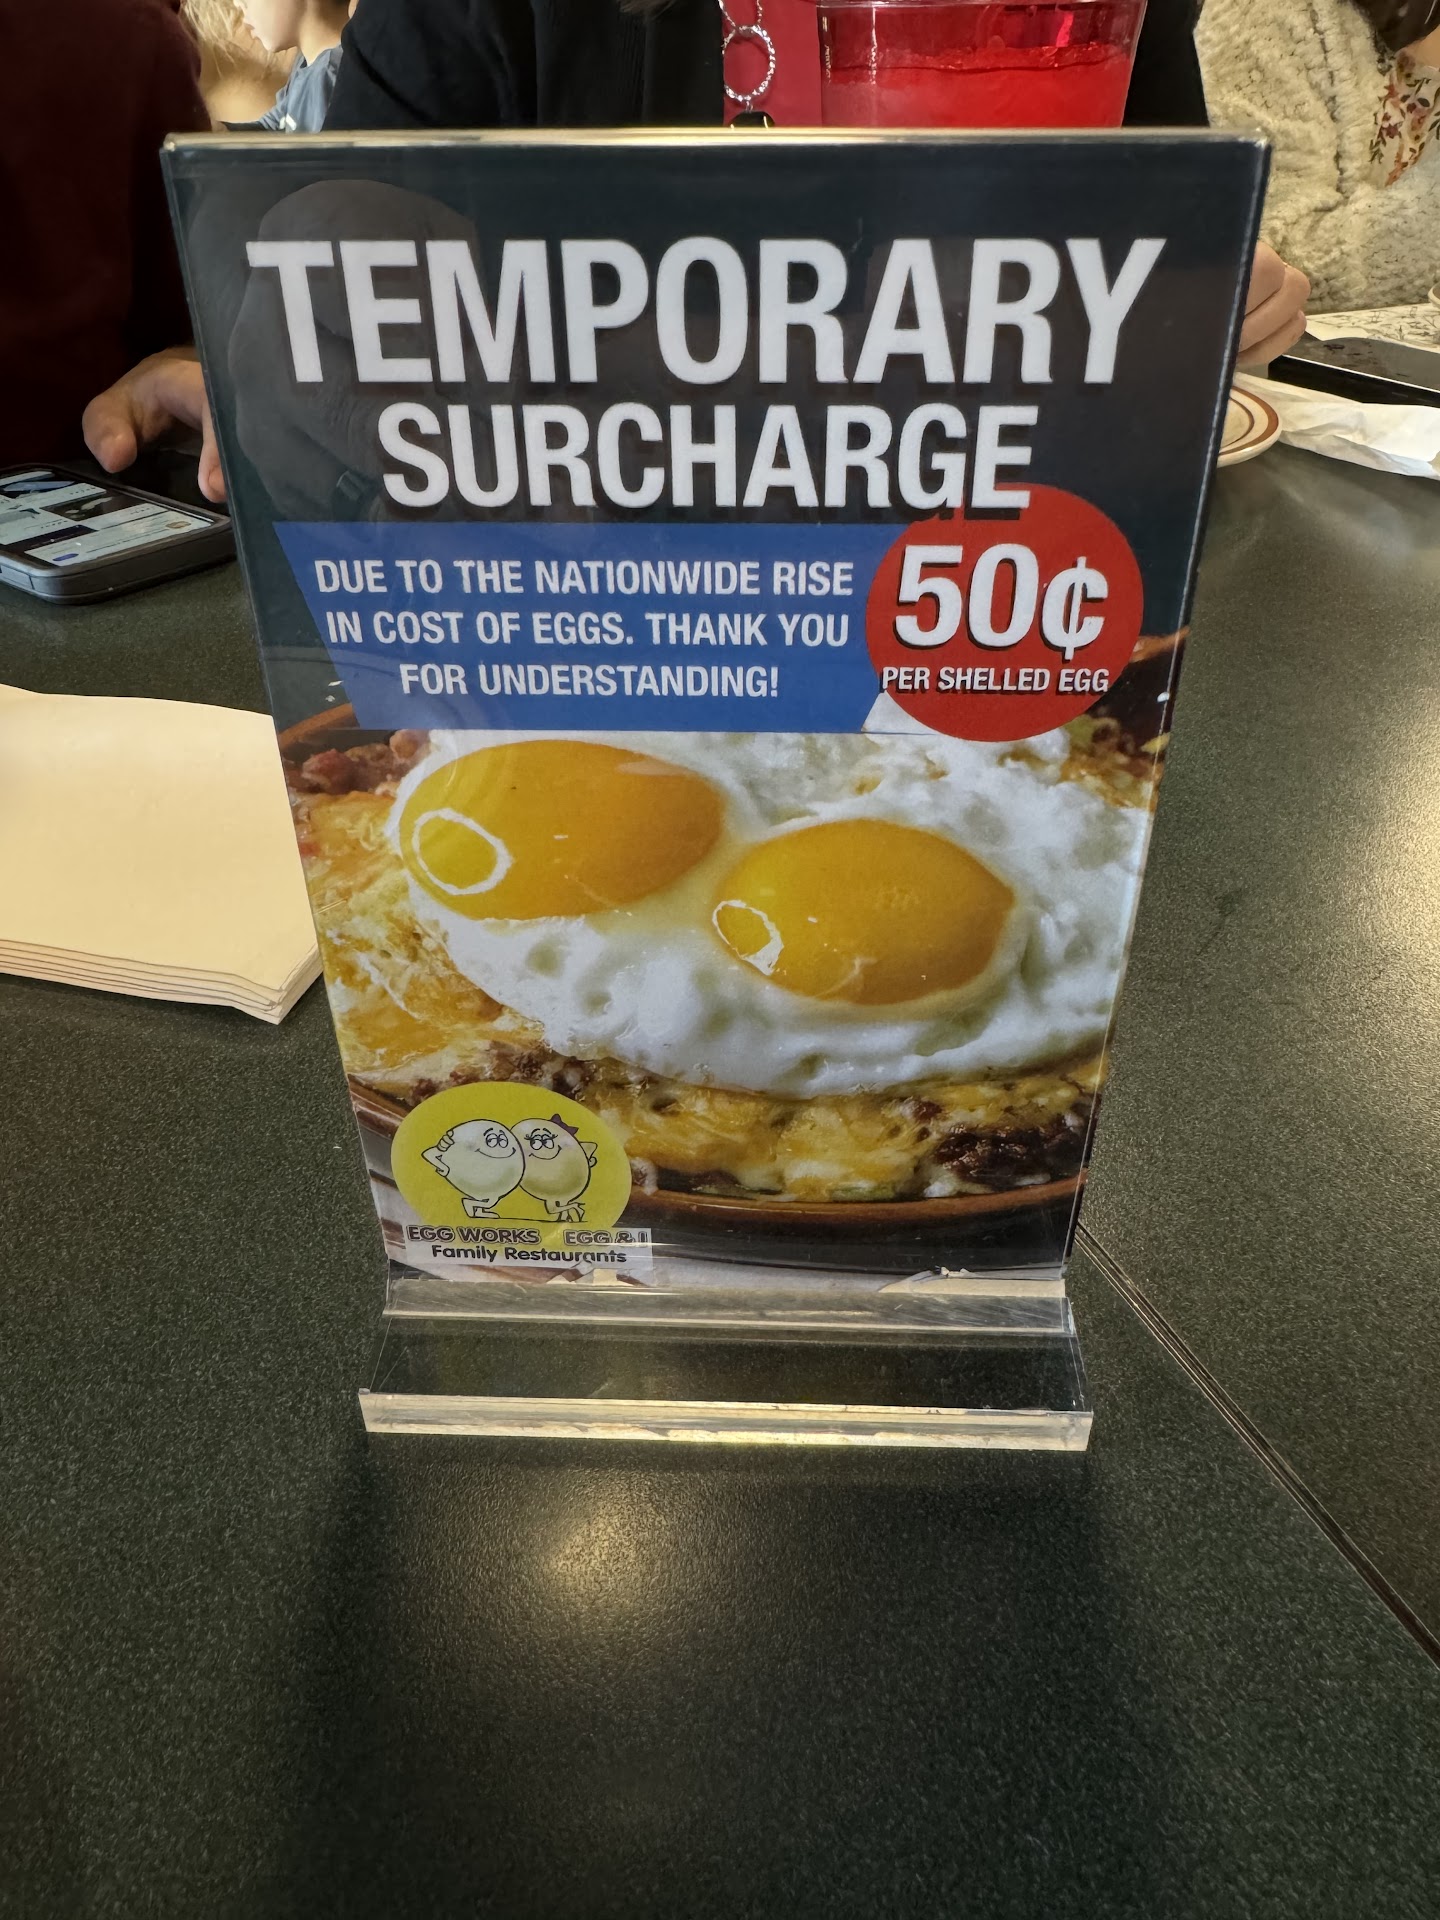 TEMPORARY
SURCHARGE
DUE TO THE NATIONWIDE RISE
IN COST OF EGGS. THANK YOU
FOR UNDERSTANDING!
50¢
PER SHELLED EGG
EGG WORKS EGG & I
Family Restaurants